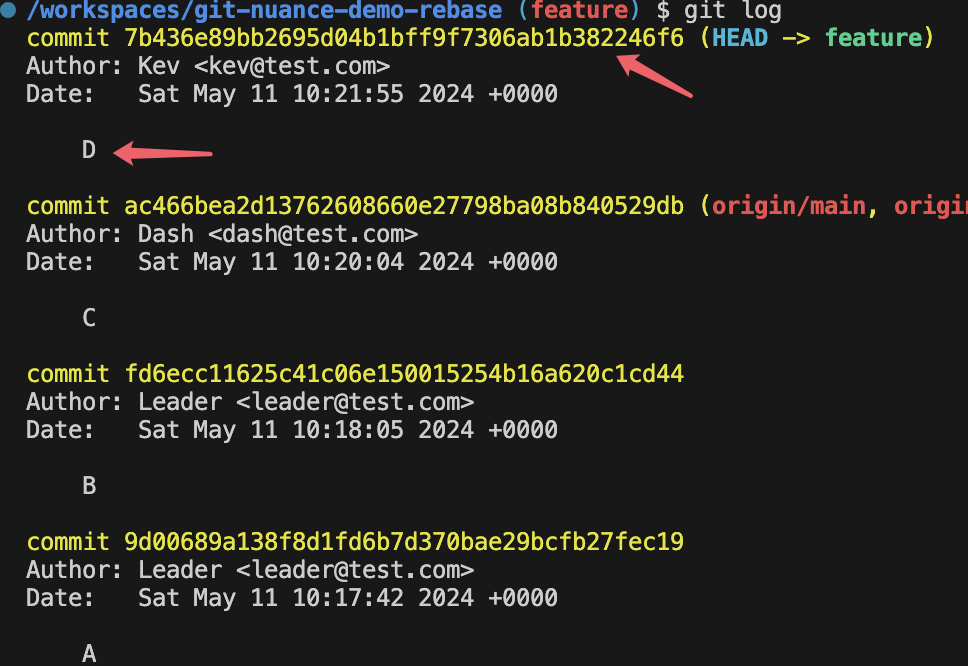 /workspaces/git-nuance-demo-rebase (feature) $ git log
commit 7b436e89bb2695d04b1bff9f7306ab1b382246f6 (HEAD -> feature)
Author: Kev <kev@test.com>
Date:   Sat May 11 10:21:55 2024 +0000
D
commit ac466bea2d13762608660e27798ba08b840529db (origin/main, origin
Author: Dash <dash@test.com>
Date:   Sat May 11 10:20:04 2024 +0000
C
commit fd6ecc11625c41c06e150015254b16a620c1cd44
Author: Leader <leader@test.com>
Date:   Sat May 11 10:18:05 2024 +0000
B
commit 9d00689a138f8d1fd6b7d370bae29bcfb27fec19
Author: Leader <leader@test.com>
Date:   Sat May 11 10:17:42 2024 +0000
A